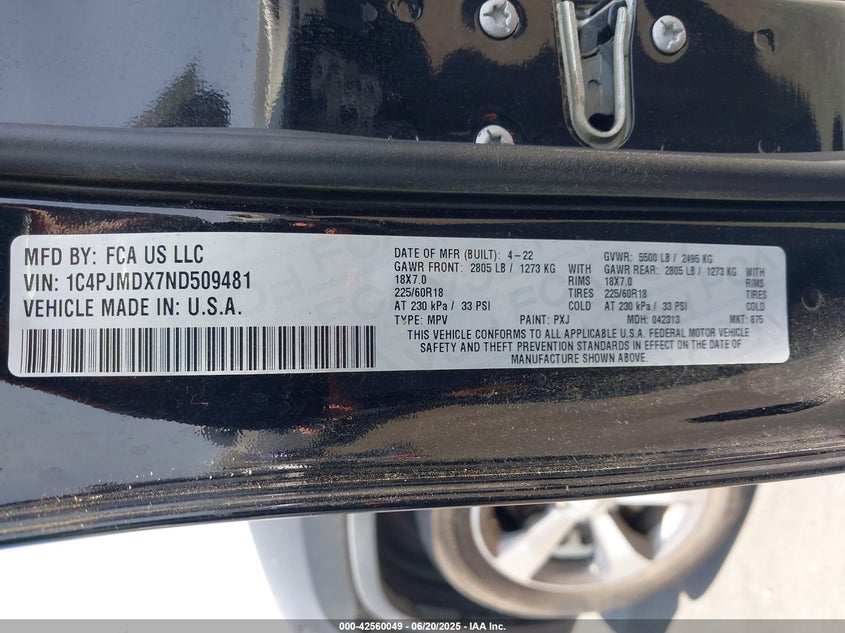 MFD BY: FCA US LLC
VIN: 1C4PJMDX7ND509481
VEHICLE MADE IN: U.S.A.
DATE OF MFR (BUILT): 4-22 GVWR: 5500 LB / 2495 KG
GAWR FRONT: 2805 LB / 1273 KG WITH GAWR REAR: 2805 LB / 1273 KG WITH
18X7.0 RIMS 18X7.0 RIMS
225/60R18 TIRES 225/60R18 TIRES
AT 230 kPa / 33 PSI COLD AT 230 kPa / 33 PSI COLD
TYPE: MPV PAINT: PXJ MDH: 042313 MKT: 875
THIS VEHICLE CONFORMS TO ALL APPLICABLE U.S.A. FEDERAL MOTOR VEHICLE
SAFETY AND THEFT PREVENTION STANDARDS IN EFFECT ON THE DATE OF
MANUFACTURE SHOWN ABOVE.
000-42560049 - 06/20/2025 - IAA Inc.